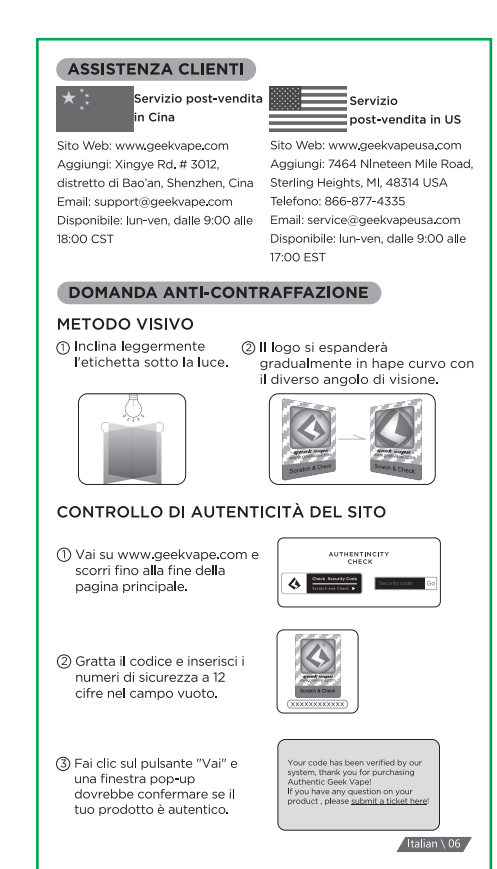 ASSISTENZA CLIENTI
Servizio post-vendita
in Cina
Sito Web: www.geekvape.com
Aggiungi: Xingye Rd. # 3012,
distretto di Bao'an, Shenzhen, Cina
Email: support@geekvape.com
Disponibile: lun-ven, dalle 9:00 alle
18:00 CST
Servizio
post-vendita in US
Sito Web: www.geekvapeusa.com
Aggiungi: 7464 NIneteen Mile Road,
Sterling Heights, MI, 48314 USA
Telefono: 866-877-4335
Email: service@geekvapeusa.com
Disponibile: lun-ven, dalle 9:00 alle
17:00 EST
DOMANDA ANTI-CONTRAFFAZIONE
METODO VISIVO
① Inclina leggermente
l'etichetta sotto la luce.
② Il logo si espanderà
gradualmente in hape curvo con
il diverso angolo di visione.
geek vape
www.geekvape.com
Scratch & Check
geek vape
www.geekvape.com
Scratch & Check
CONTROLLO DI AUTENTICITÀ DEL SITO
① Vai su www.geekvape.com e
scorri fino alla fine della
pagina principale.
AUTHENTINCITY
CHECK
Check Security Code
Scratch and Check
Security code
Go
② Gratta il codice e inserisci i
numeri di sicurezza a 12
cifre nel campo vuoto.
geek vape
Scratch & Check
XXXXXXXXXXXX
③ Fai clic sul pulsante "Vai" e
una finestra pop-up
dovrebbe confermare se il
tuo prodotto è autentico.
Your code has been verified by our
system, thank you for purchasing
Authentic Geek Vape!
If you have any question on your
product , please submit a ticket here!
Italian \ 06